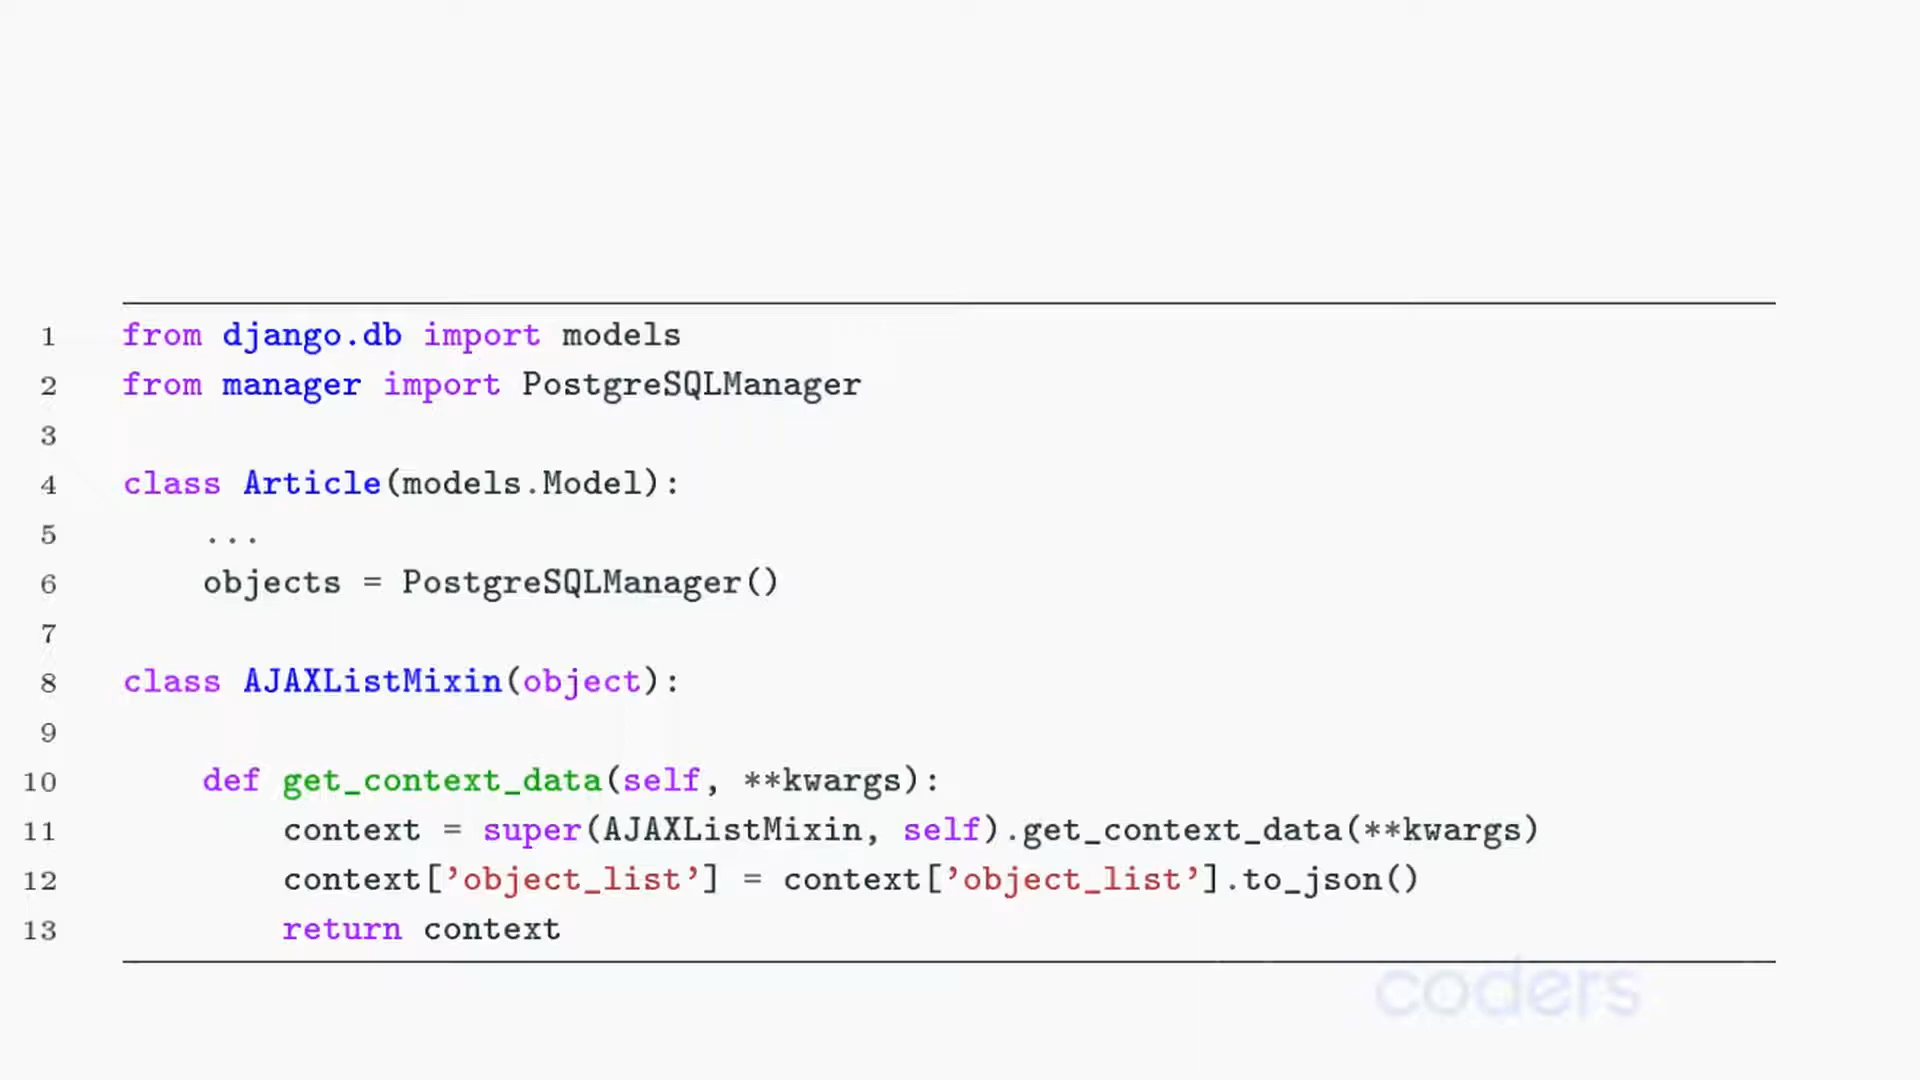 1 from django.db import models
2 from manager import PostgreSQLManager
3
4 class Article(models.Model):
5     ...
6     objects = PostgreSQLManager()
7
8 class AJAXListMixin(object):
9
10     def get_context_data(self, **kwargs):
11         context = super(AJAXListMixin, self).get_context_data(**kwargs)
12         context[’object_list’] = context[’object_list’].to_json()
13         return context
coders